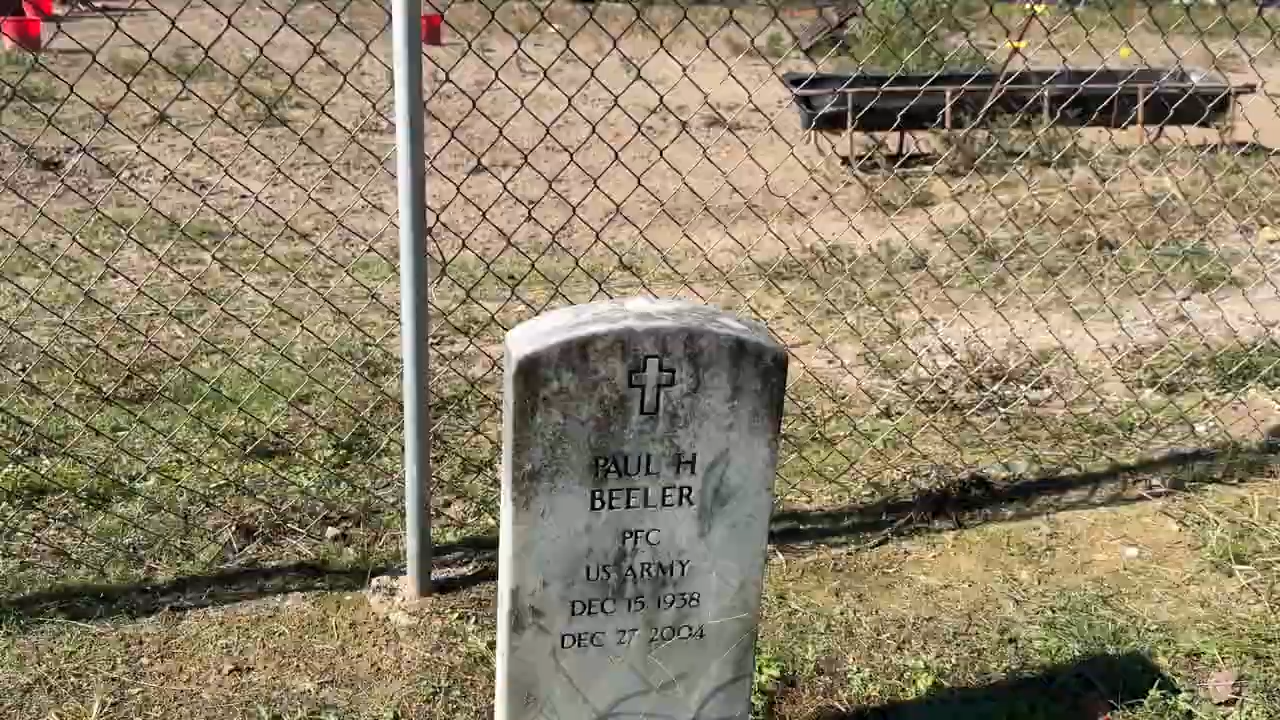 PAUL H
BEELER
PFC
US ARMY
DEC 15 1938
DEC 27 2004